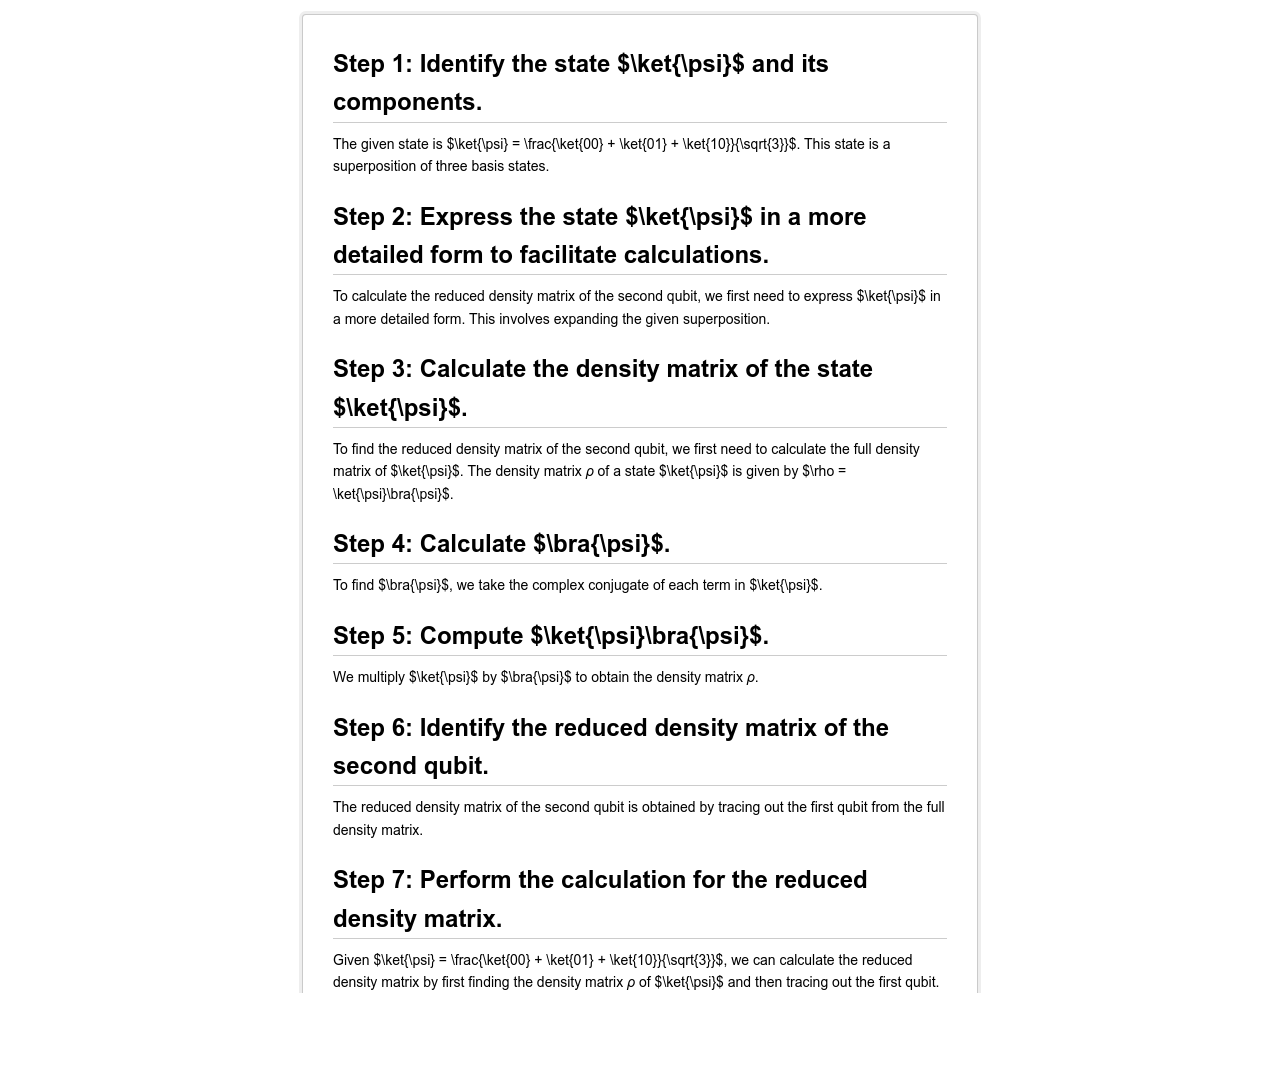 Step 1: Identify the state $\ket{\psi}$ and its
components.
The given state is $\ket{\psi} = \frac{\ket{00} + \ket{01} + \ket{10}}{\sqrt{3}}$. This state is a
superposition of three basis states.
Step 2: Express the state $\ket{\psi}$ in a more
detailed form to facilitate calculations.
To calculate the reduced density matrix of the second qubit, we first need to express $\ket{\psi}$ in
a more detailed form. This involves expanding the given superposition.
Step 3: Calculate the density matrix of the state
$\ket{\psi}$.
To find the reduced density matrix of the second qubit, we first need to calculate the full density
matrix of $\ket{\psi}$. The density matrix ρ of a state $\ket{\psi}$ is given by $\rho =
\ket{\psi}\bra{\psi}$.
Step 4: Calculate $\bra{\psi}$.
To find $\bra{\psi}$, we take the complex conjugate of each term in $\ket{\psi}$.
Step 5: Compute $\ket{\psi}\bra{\psi}$.
We multiply $\ket{\psi}$ by $\bra{\psi}$ to obtain the density matrix ρ.
Step 6: Identify the reduced density matrix of the
second qubit.
The reduced density matrix of the second qubit is obtained by tracing out the first qubit from the full
density matrix.
Step 7: Perform the calculation for the reduced
density matrix.
Given $\ket{\psi} = \frac{\ket{00} + \ket{01} + \ket{10}}{\sqrt{3}}$, we can calculate the reduced
density matrix by first finding the density matrix ρ of $\ket{\psi}$ and then tracing out the first qubit.